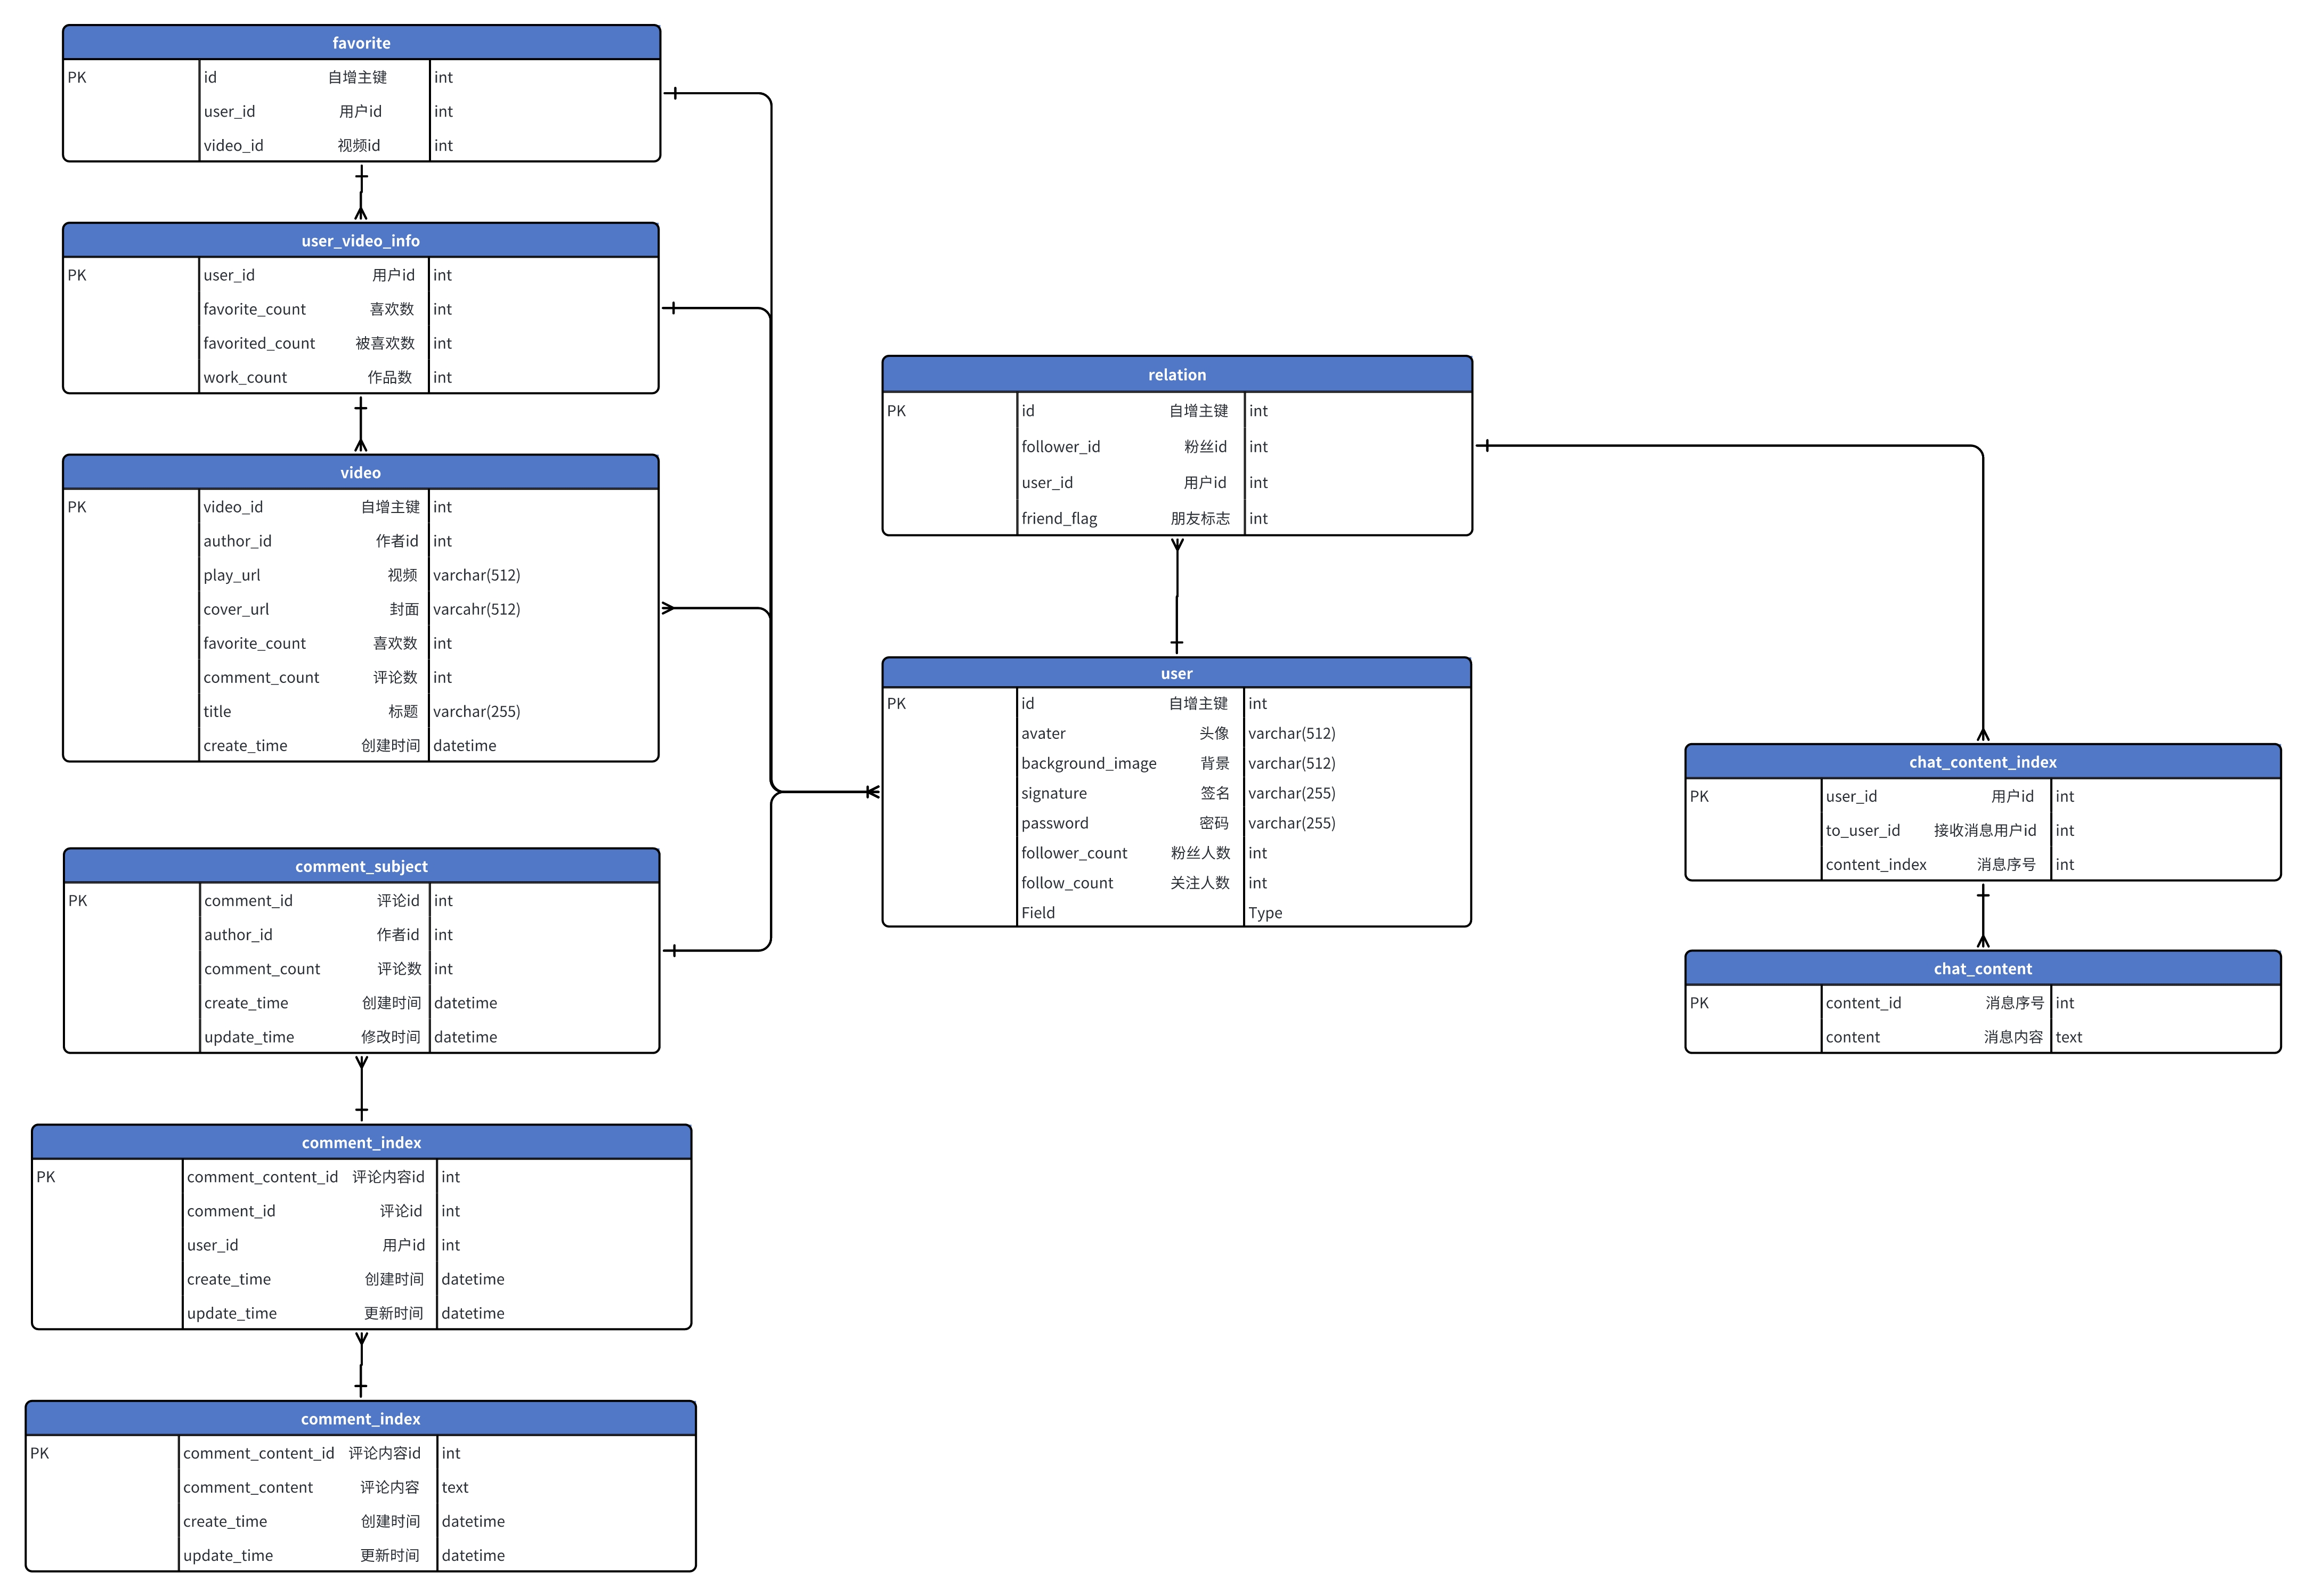 favorite
PK id 自增主键 int
user_id 用户id int
video_id 视频id int
user_video_info
PK user_id 用户id int
favorite_count 喜欢数 int
favorited_count 被喜欢数 int
work_count 作品数 int
video
PK video_id 自增主键 int
author_id 作者id int
play_url 视频 varchar(512)
cover_url 封面 varcahr(512)
favorite_count 喜欢数 int
comment_count 评论数 int
title 标题 varchar(255)
create_time 创建时间 datetime
comment_subject
PK comment_id 评论id int
author_id 作者id int
comment_count 评论数 int
create_time 创建时间 datetime
update_time 修改时间 datetime
comment_index
PK comment_content_id 评论内容id int
comment_id 评论id int
user_id 用户id int
create_time 创建时间 datetime
update_time 更新时间 datetime
comment_index
PK comment_content_id 评论内容id int
comment_content 评论内容 text
create_time 创建时间 datetime
update_time 更新时间 datetime
relation
PK id 自增主键 int
follower_id 粉丝id int
user_id 用户id int
friend_flag 朋友标志 int
user
PK id 自增主键 int
avater 头像 varchar(512)
background_image 背景 varchar(512)
signature 签名 varchar(255)
password 密码 varchar(255)
follower_count 粉丝人数 int
follow_count 关注人数 int
Field Type
chat_content_index
PK user_id 用户id int
to_user_id 接收消息用户id int
content_index 消息序号 int
chat_content
PK content_id 消息序号 int
content 消息内容 text